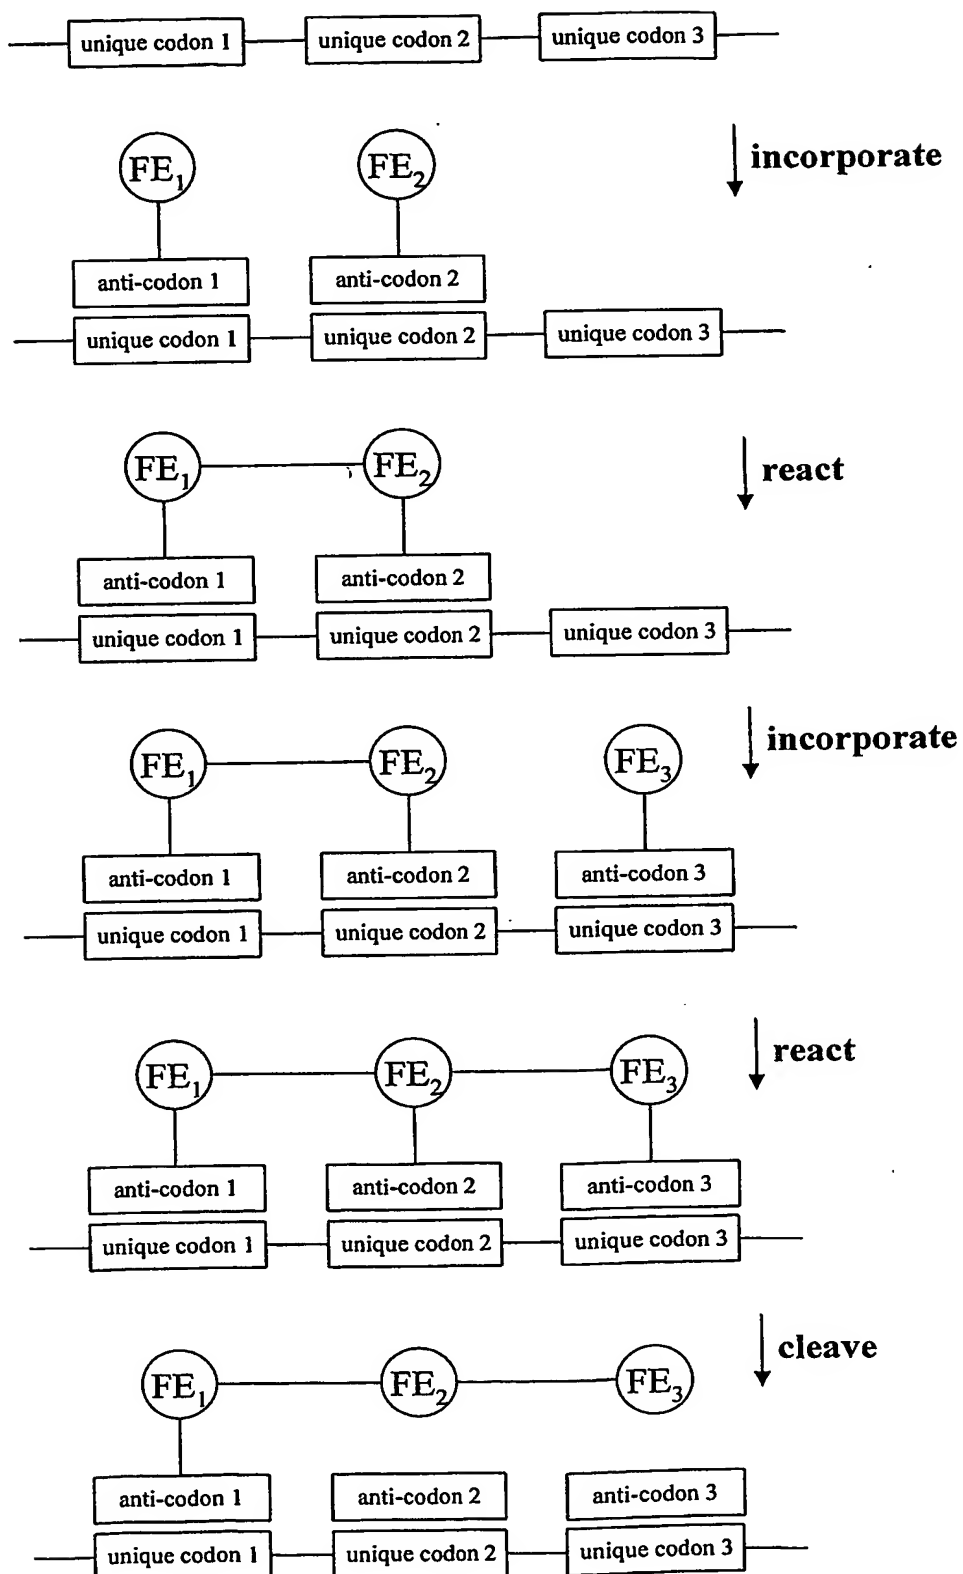 unique codon 1 unique codon 2 unique codon 3
incorporate
FE1 FE2
anti-codon 1 anti-codon 2
unique codon 1 unique codon 2 unique codon 3
react
FE1 FE2
anti-codon 1 anti-codon 2
unique codon 1 unique codon 2 unique codon 3
incorporate
FE1 FE2 FE3
anti-codon 1 anti-codon 2 anti-codon 3
unique codon 1 unique codon 2 unique codon 3
react
FE1 FE2 FE3
anti-codon 1 anti-codon 2 anti-codon 3
unique codon 1 unique codon 2 unique codon 3
cleave
FE1 FE2 FE3
anti-codon 1 anti-codon 2 anti-codon 3
unique codon 1 unique codon 2 unique codon 3